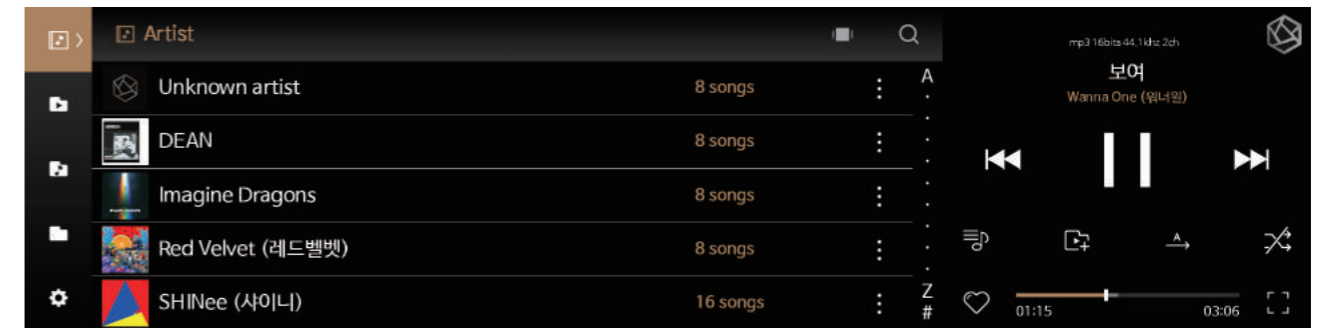 Artist
Unknown artist
8 songs
DEAN
8 songs
Imagine Dragons
8 songs
Red Velvet (레드벨벳)
8 songs
SHINee (샤이니)
16 songs
A
Z
#
mp3 16bits 44,1khz 2ch
보여
Wanna One (워너원)
A
01:15
03:06